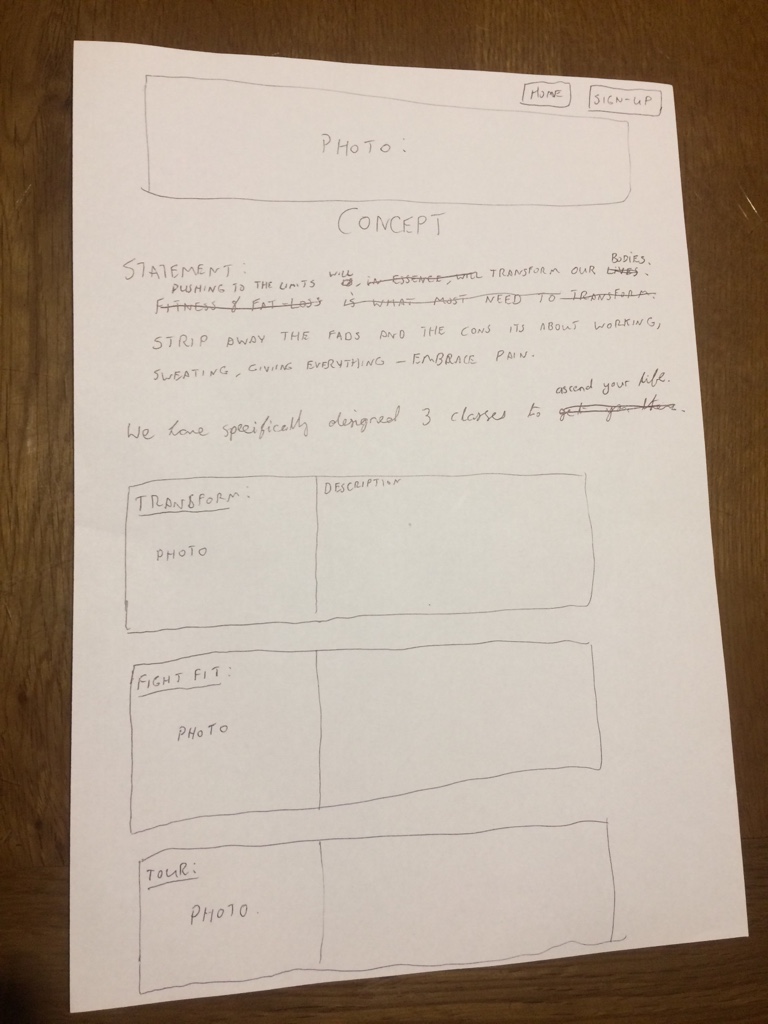 HOME
SIGN-UP
PHOTO:
CONCEPT
STATEMENT:
WILL
BODIES.
PUSHING TO THE LIMITS , IN ESSENCE, WILL TRANSFORM OUR LIVES.
FITNESS & FAT-LOSS IS WHAT MOST NEED TO TRANSFORM.
STRIP AWAY THE FADS AND THE CONS ITS ABOUT WORKING,
SWEATING, GIVING EVERYTHING – EMBRACE PAIN.
ascend your life.
We have specifically designed 3 classes to get you there.
TRANSFORM:
DESCRIPTION
PHOTO
FIGHT FIT:
PHOTO
TOUR:
PHOTO.